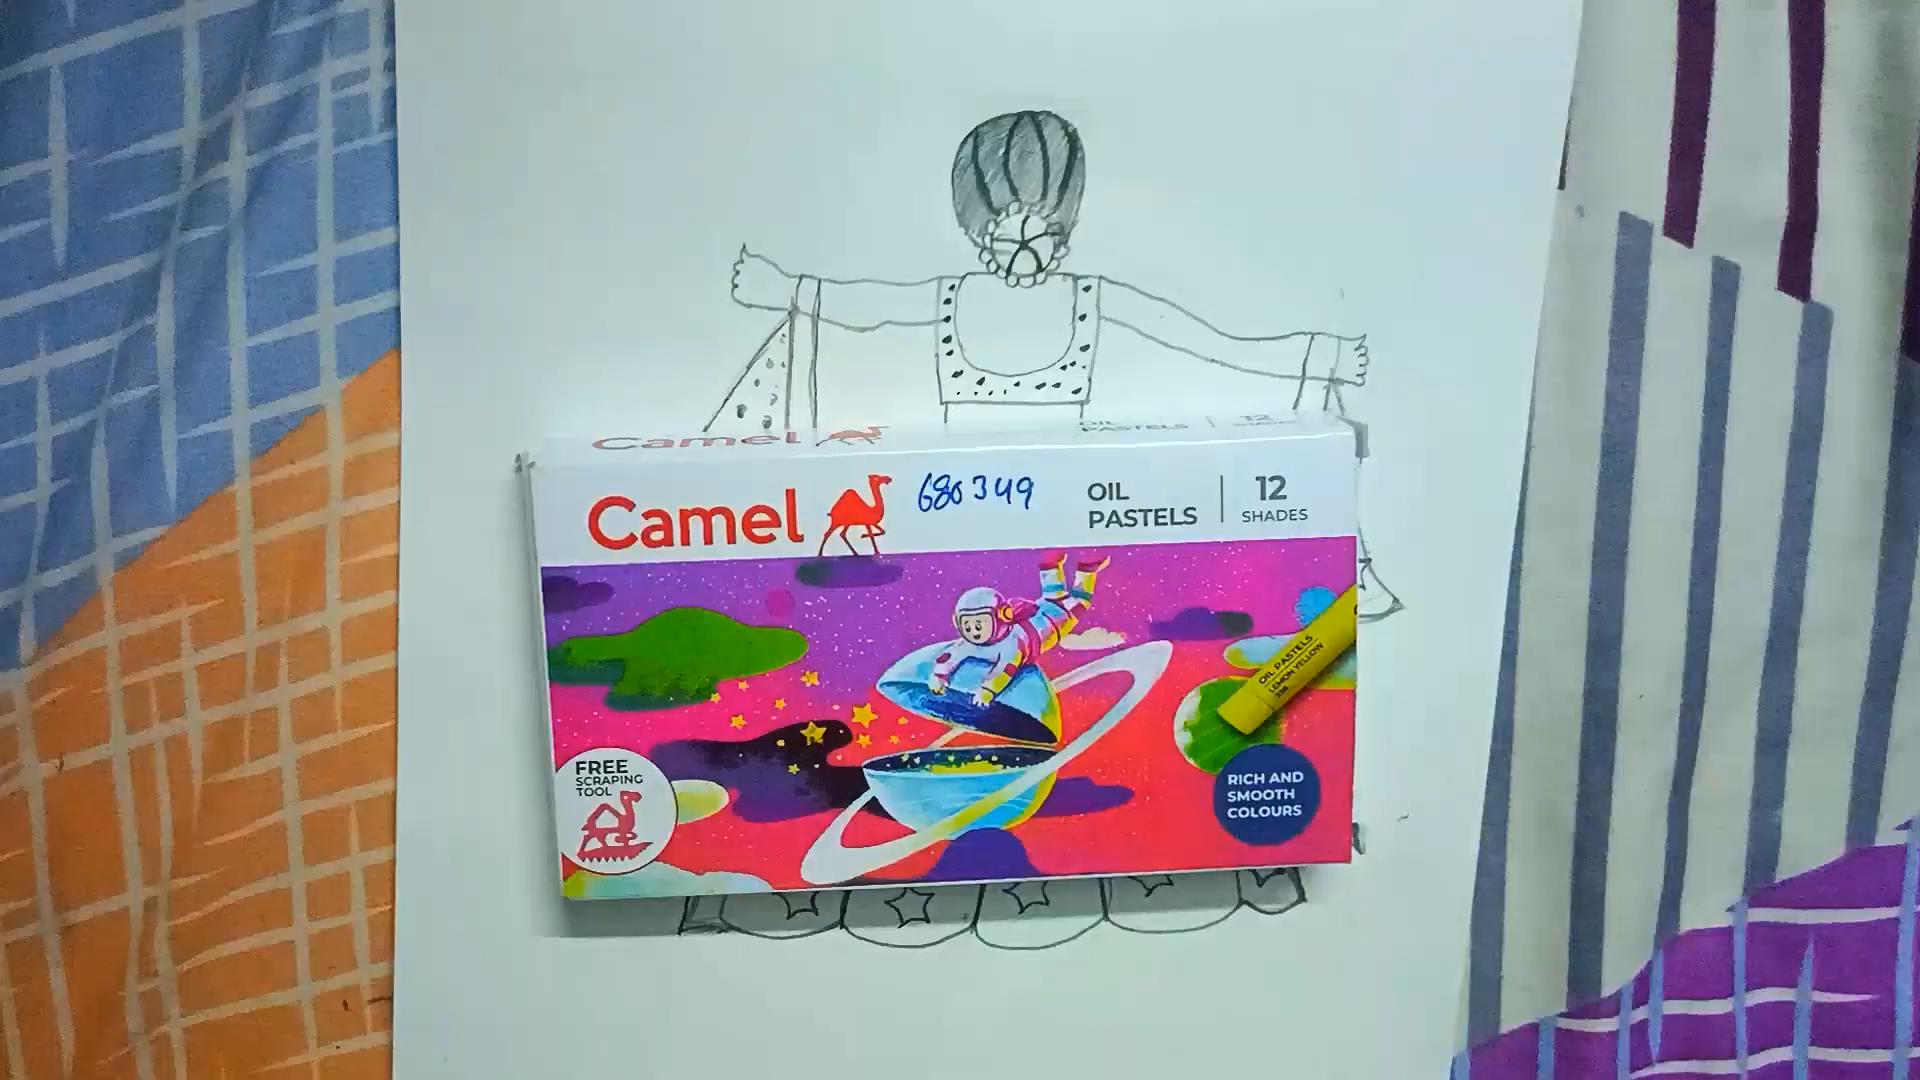 Camel
OIL
PASTELS
12
Camel
680349
OIL
PASTELS
12
SHADES
OIL PASTELS
LEMON YELLOW
FREE
SCRAPING
TOOL
RICH AND
SMOOTH
COLOURS